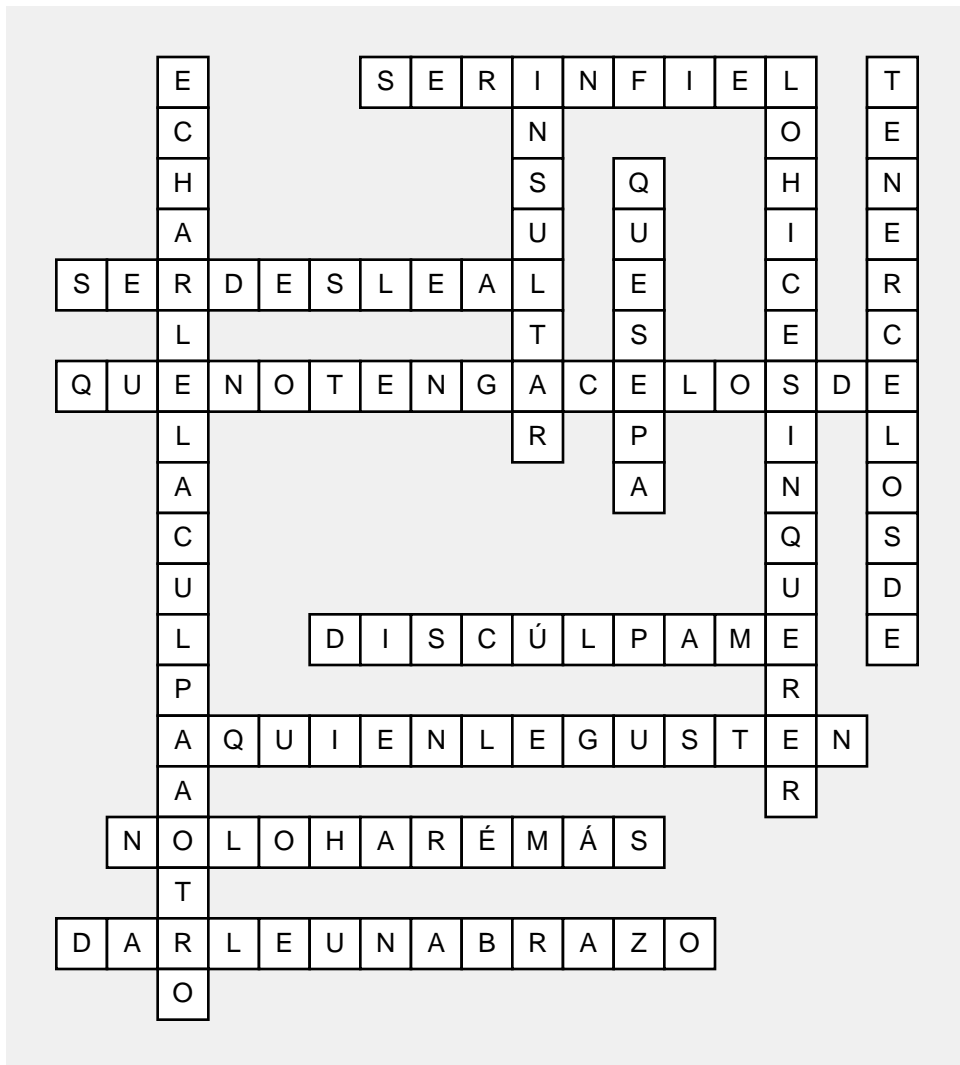 ECHARLELACULPAAOTRO
SERINFIEL
INSULTAR
LOHICESINQUERER
TENERCELOSDE
QUESEPA
SERDESLEAL
QUENOTENGACELOSDE
DISCÚLPAME
AQUIENLEGUSTEN
NOLOHARÉMÁS
DARLEUNABRAZO